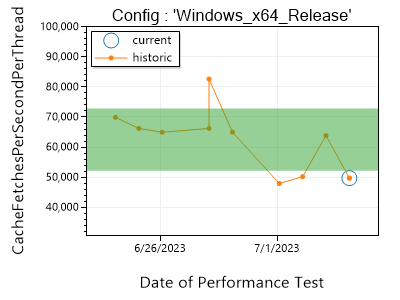 Config : 'Windows_x64_Release'
CacheFetchesPerSecondPerThread
100,000
90,000
80,000
70,000
60,000
50,000
40,000
current
historic
6/26/2023
7/1/2023
Date of Performance Test